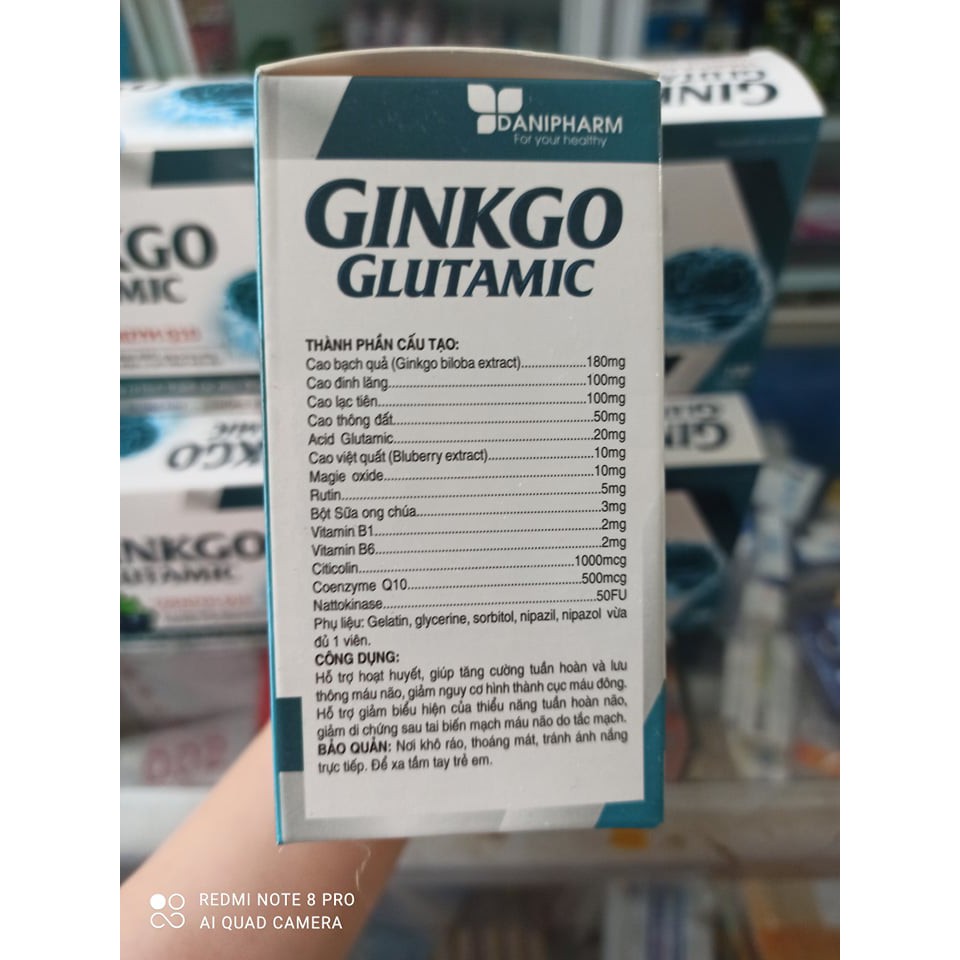 DANIPHARM
For your healthy
GINKGO
GLUTAMIC
THÀNH PHẦN CẤU TẠO:
Cao bạch quả (Ginkgo biloba extract)....................180mg
Cao đinh lăng....................100mg
Cao lạc tiên....................100mg
Cao thông đất....................50mg
Acid Glutamic....................20mg
Cao việt quất (Bluberry extract)....................10mg
Magie oxide....................10mg
Rutin....................5mg
Bột Sữa ong chúa....................3mg
Vitamin B1....................2mg
Vitamin B6....................2mg
Citicolin....................1000mcg
Coenzyme Q10....................500mcg
Nattokinase....................50FU
Phụ liệu: Gelatin, glycerine, sorbitol, nipazil, nipazol vừa
đủ 1 viên.
CÔNG DỤNG:
Hỗ trợ hoạt huyết, giúp tăng cường tuần hoàn và lưu
thông máu não, giảm nguy cơ hình thành cục máu đông.
Hỗ trợ giảm biểu hiện của thiểu năng tuần hoàn não,
giảm di chứng sau tai biến mạch máu não do tắc mạch.
BẢO QUẢN: Nơi khô ráo, thoáng mát, tránh ánh nắng
trực tiếp. Để xa tầm tay trẻ em.
GINK
GLUTA
KGO
MIC
NKGO
UTAMIC
REDMI NOTE 8 PRO
AI QUAD CAMERA